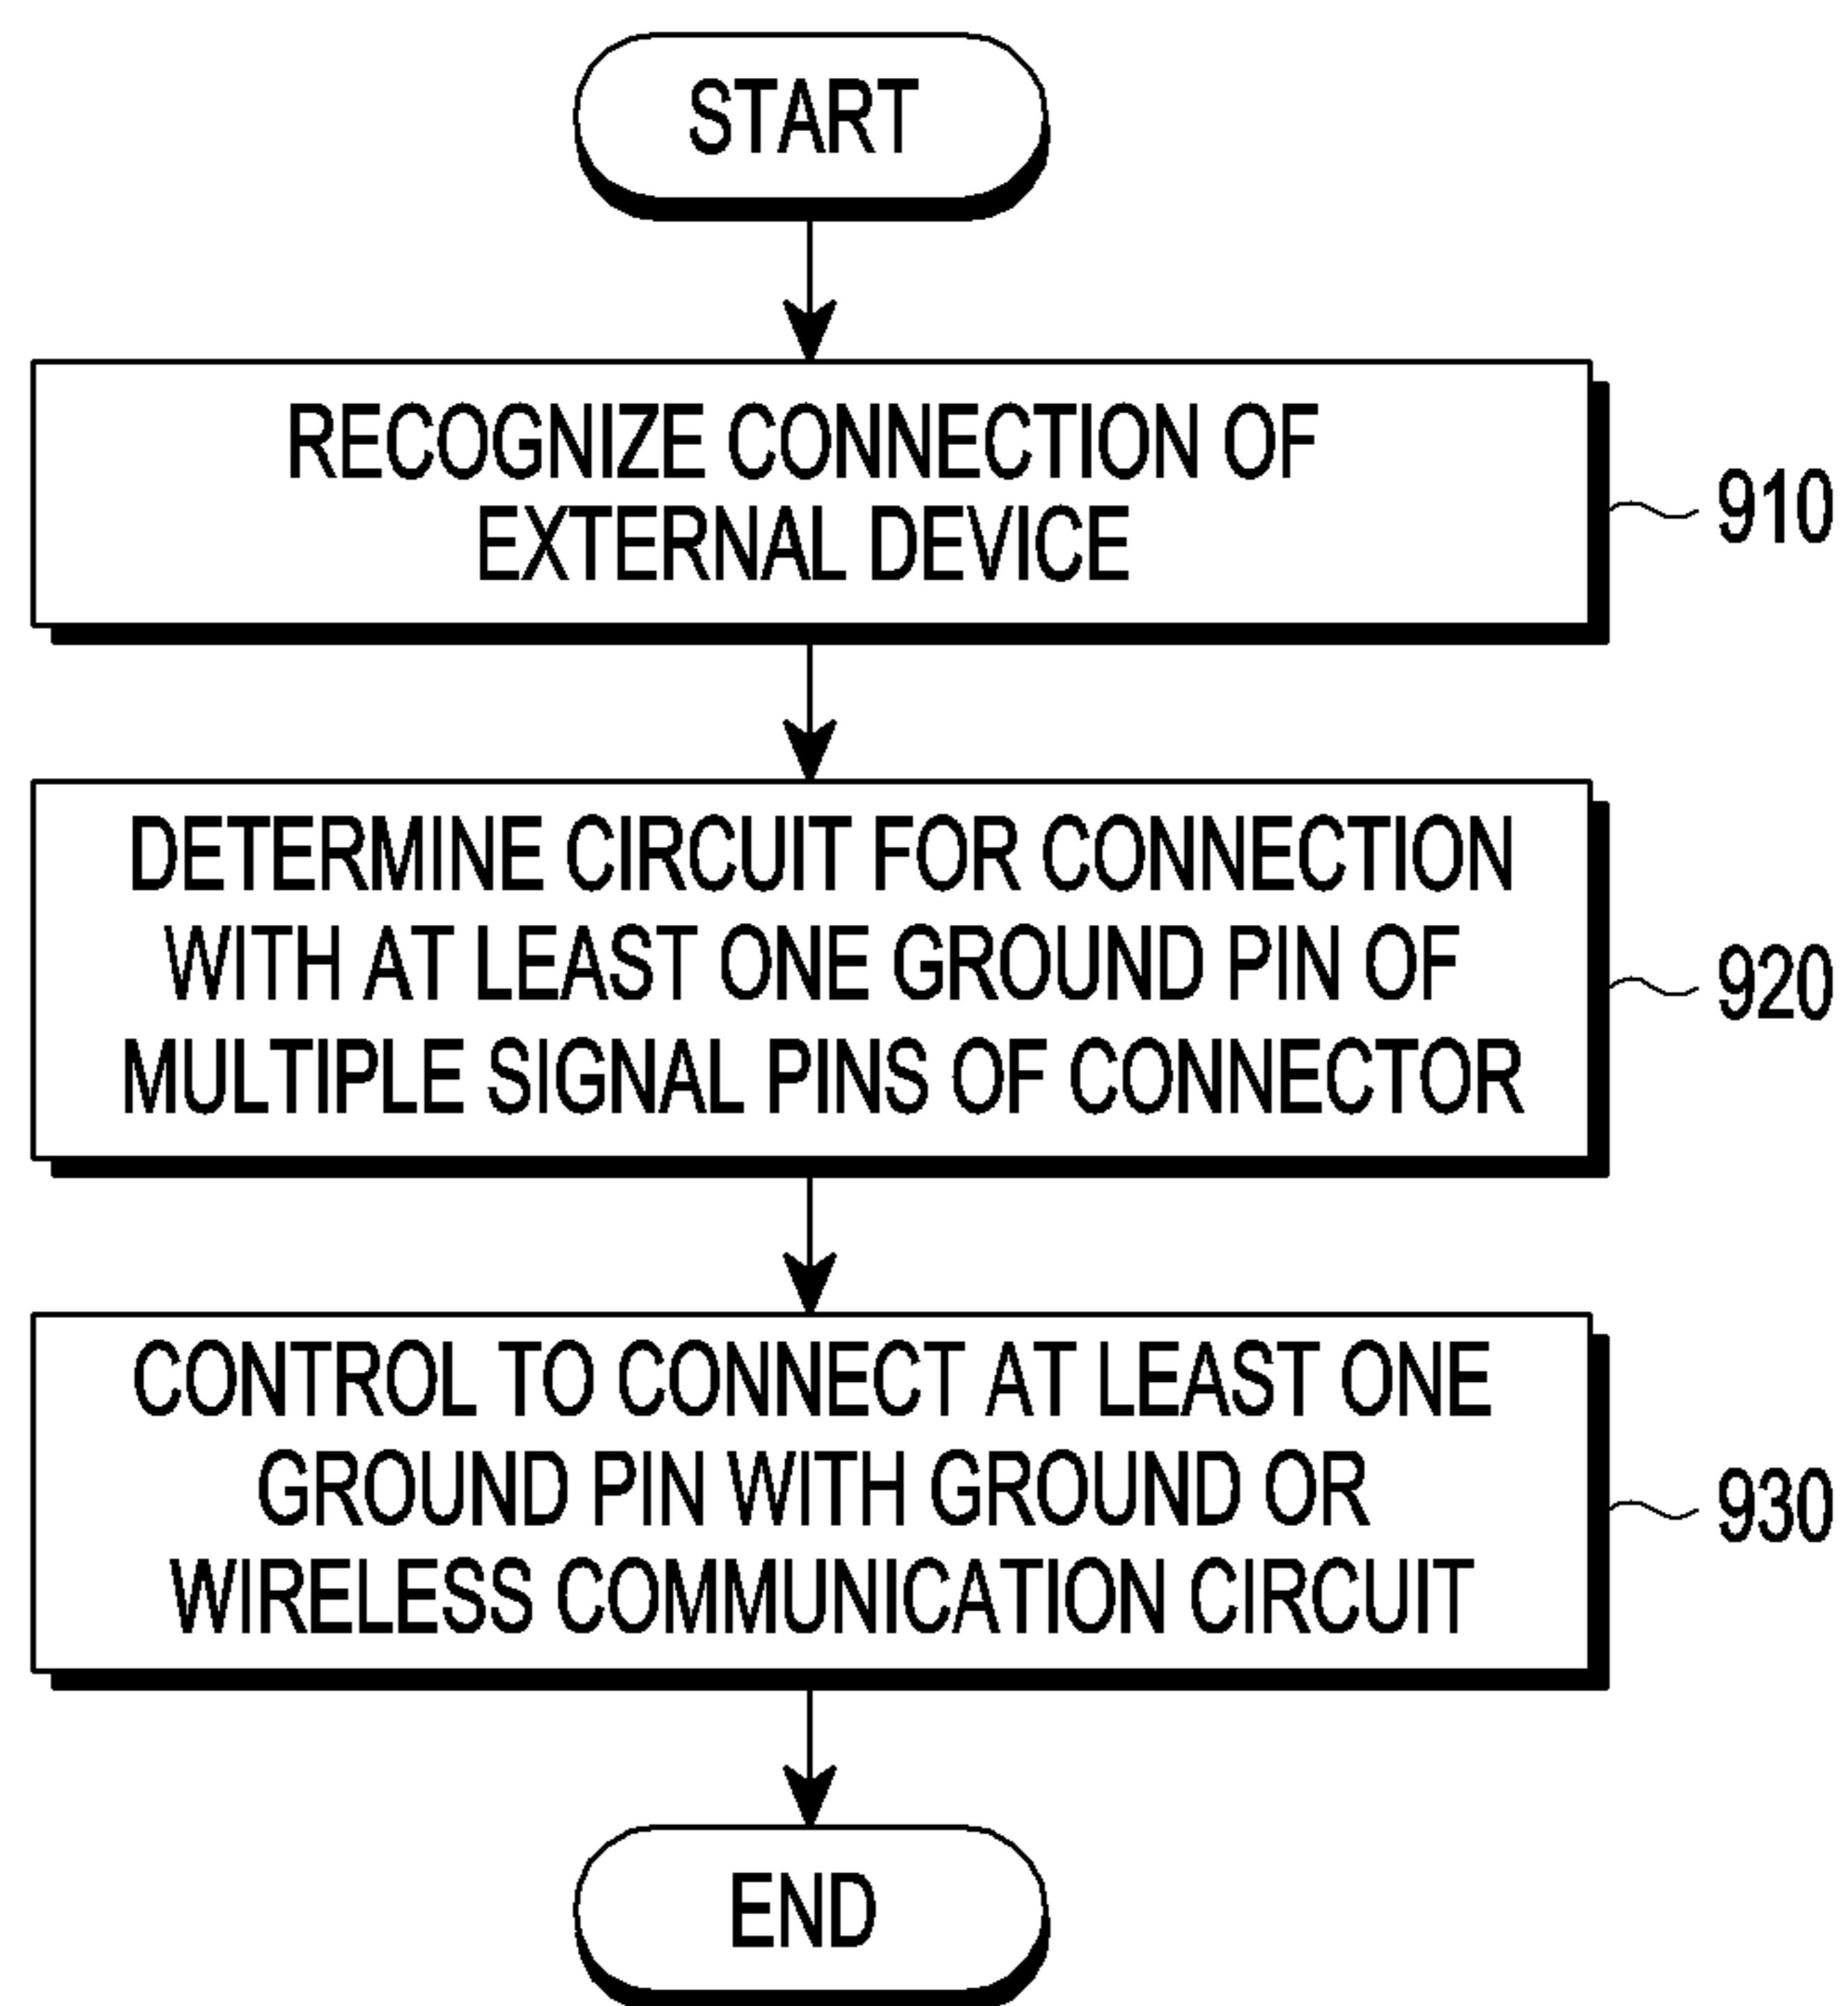 START
RECOGNIZE CONNECTION OF
EXTERNAL DEVICE
910
DETERMINE CIRCUIT FOR CONNECTION
WITH AT LEAST ONE GROUND PIN OF
MULTIPLE SIGNAL PINS OF CONNECTOR
920
CONTROL TO CONNECT AT LEAST ONE
GROUND PIN WITH GROUND OR
WIRELESS COMMUNICATION CIRCUIT
930
END